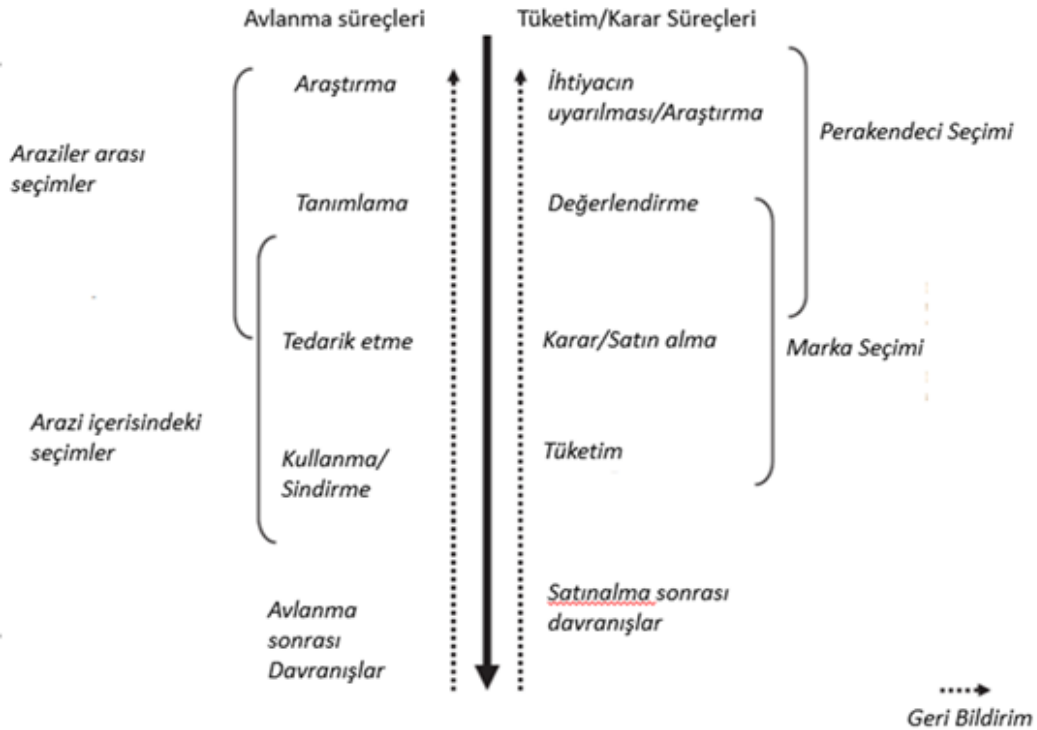 Avlanma süreçleri
Tüketim/Karar Süreçleri
Araştırma
İhtiyacın
uyarılması/Araştırma
Perakendeci Seçimi
Araziler arası
seçimler
Tanımlama
Değerlendirme
Tedarik etme
Karar/Satın alma
Marka Seçimi
Arazi içerisindeki
seçimler
Kullanma/
Sindirme
Tüketim
Avlanma
sonrası
Davranışlar
Satınalma sonrası
davranışlar
Geri Bildirim